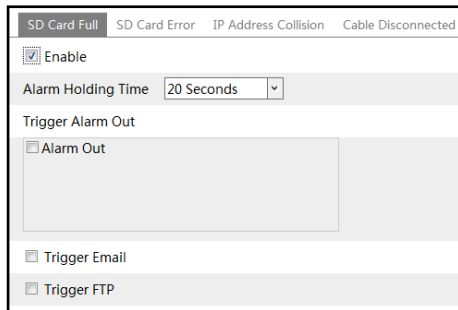 SD Card Full SD Card Error IP Address Collision Cable Disconnected
Enable
Alarm Holding Time 20 Seconds
Trigger Alarm Out
Alarm Out
Trigger Email
Trigger FTP